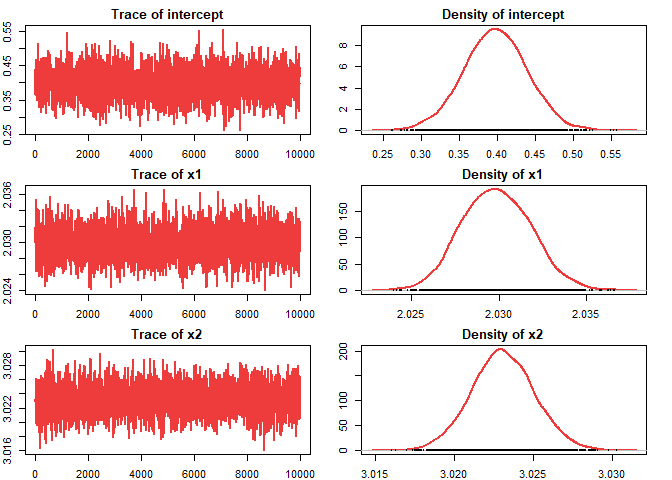 Trace of intercept
0.25 0.35 0.45 0.55
0 2000 4000 6000 8000 10000
Density of intercept
0 2 4 6 8
0.25 0.30 0.35 0.40 0.45 0.50 0.55
Trace of x1
2.024 2.030 2.036
0 2000 4000 6000 8000 10000
Density of x1
0 50 100 150
2.025 2.030 2.035
Trace of x2
3.016 3.022 3.028
0 2000 4000 6000 8000 10000
Density of x2
0 50 100 200
3.015 3.020 3.025 3.030